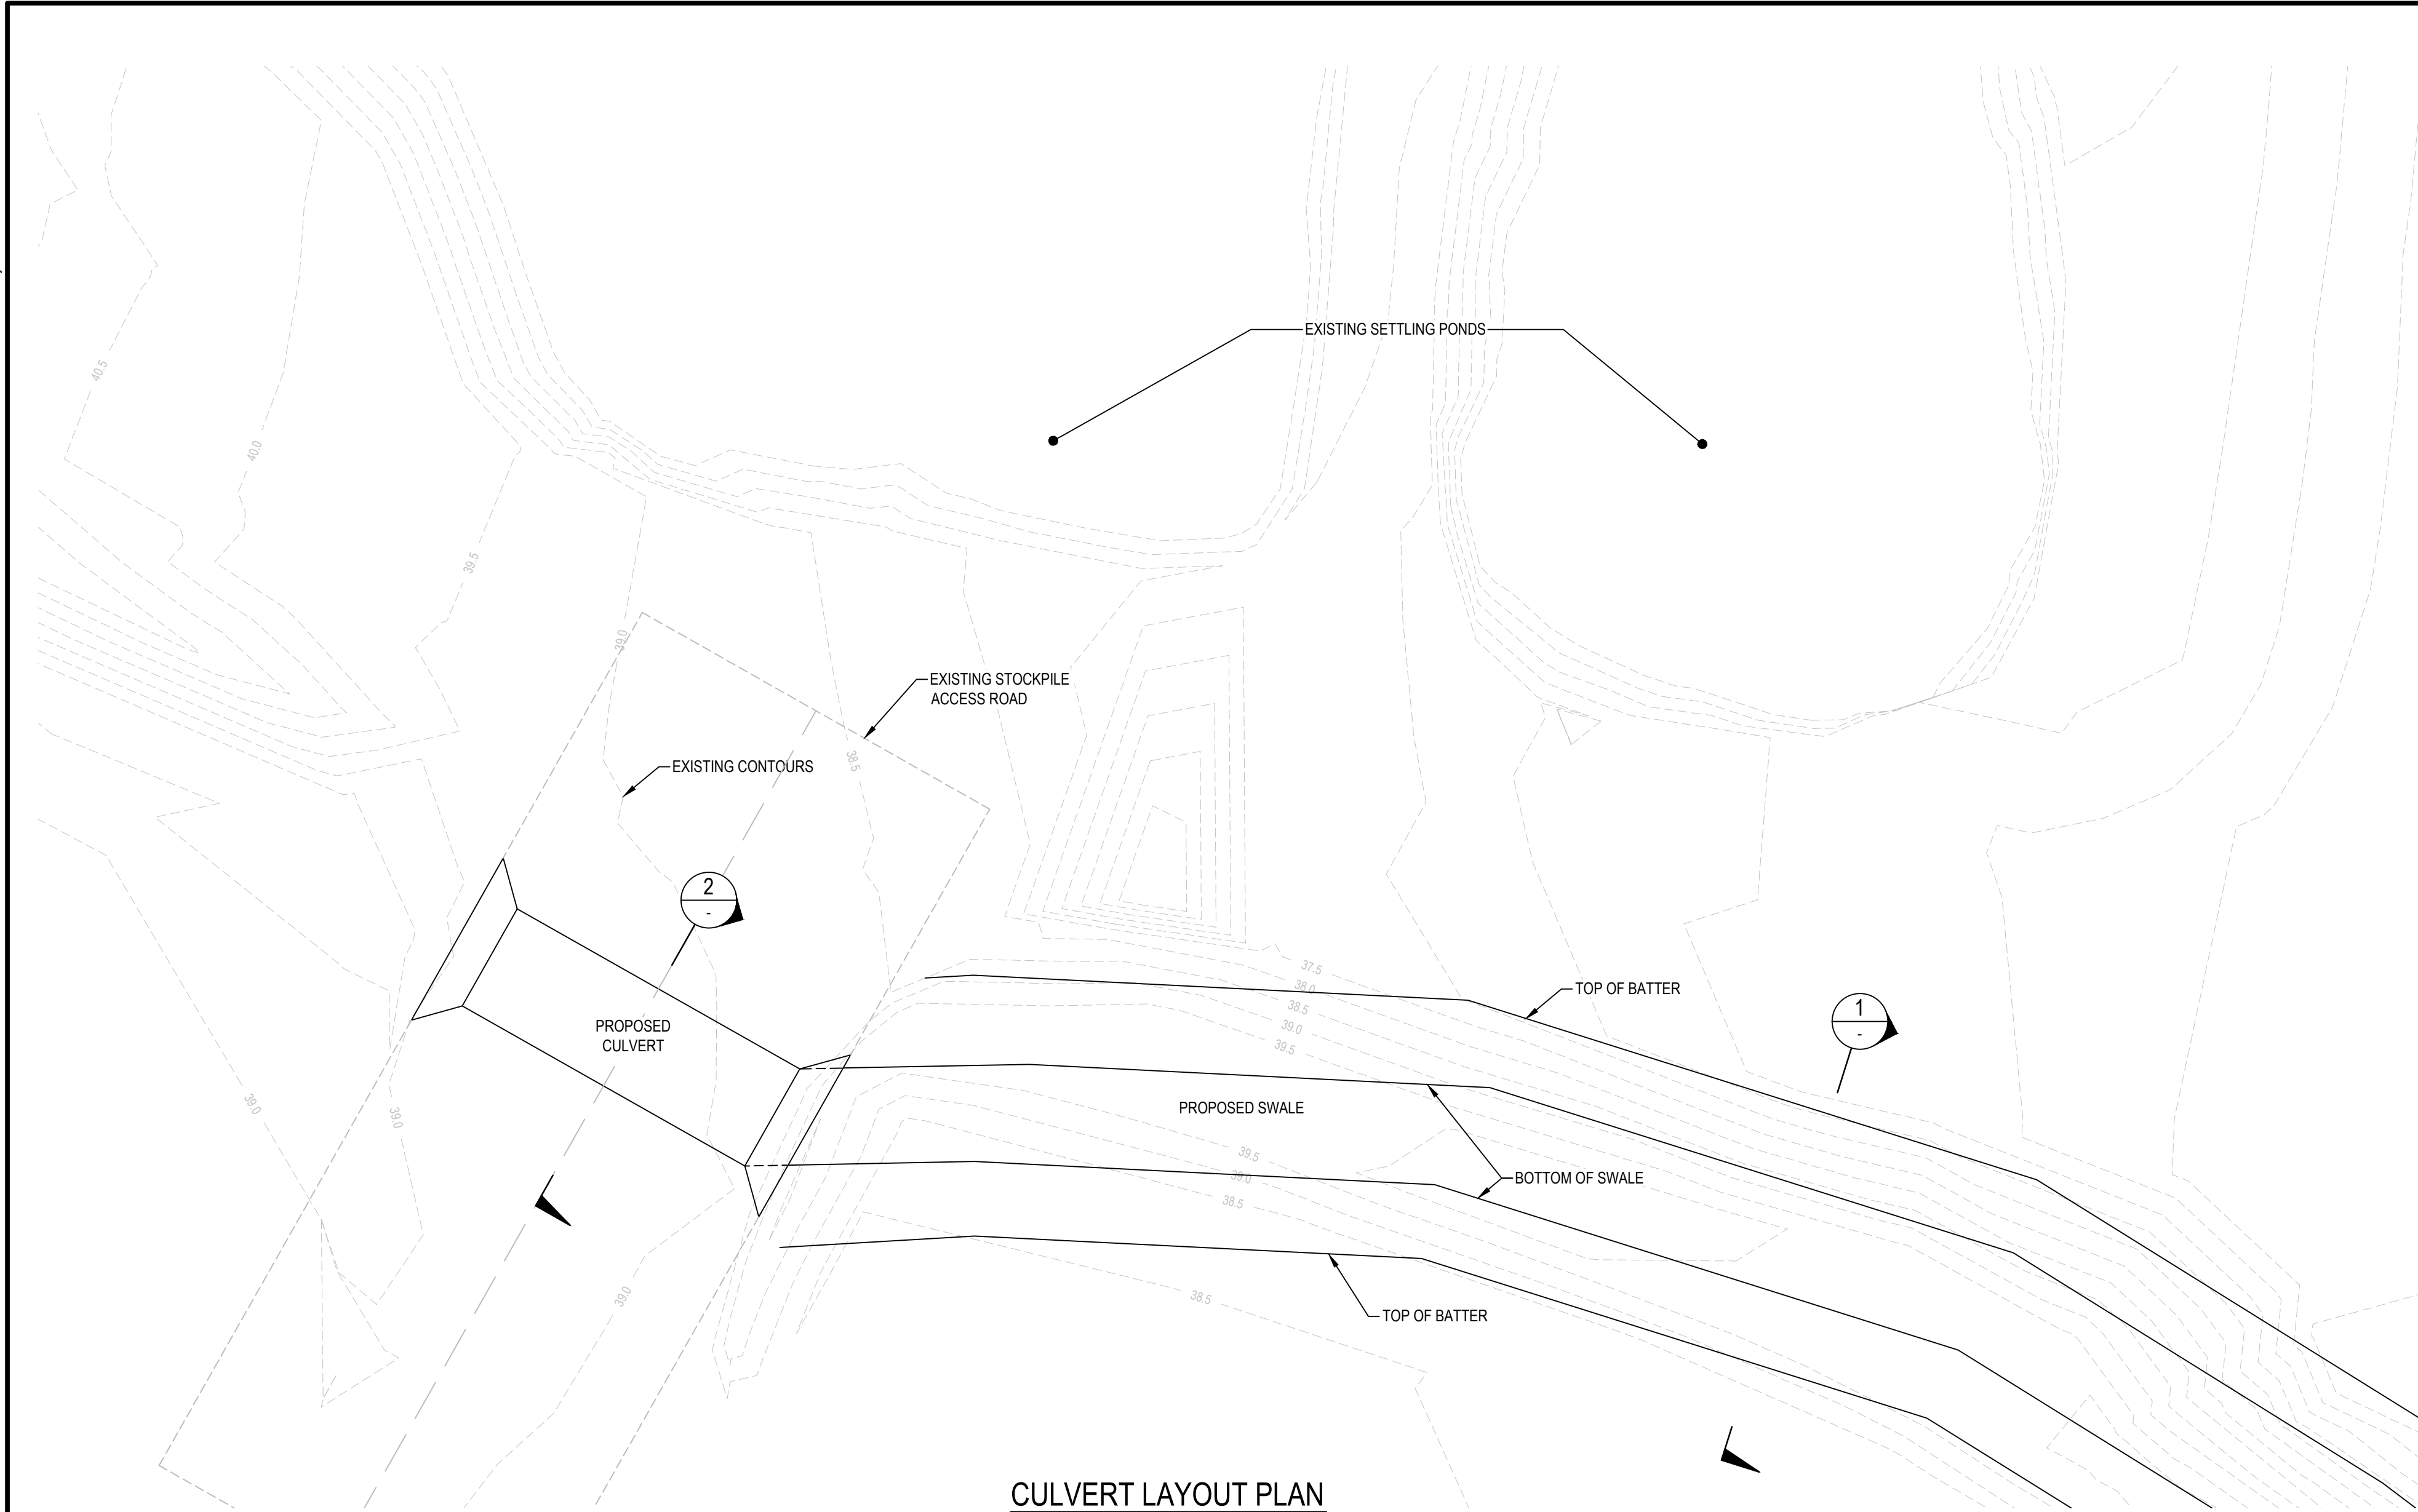 EXISTING SETTLING PONDS
40.5
40.0
39.5
39.0
EXISTING STOCKPILE
ACCESS ROAD
38.5
EXISTING CONTOURS
2
-
37.5
38.0
38.5
39.0
39.5
TOP OF BATTER
1
-
PROPOSED
CULVERT
39.0
39.0
PROPOSED SWALE
39.5
39.0
38.5
BOTTOM OF SWALE
39.0
38.5
TOP OF BATTER
CULVERT LAYOUT PLAN